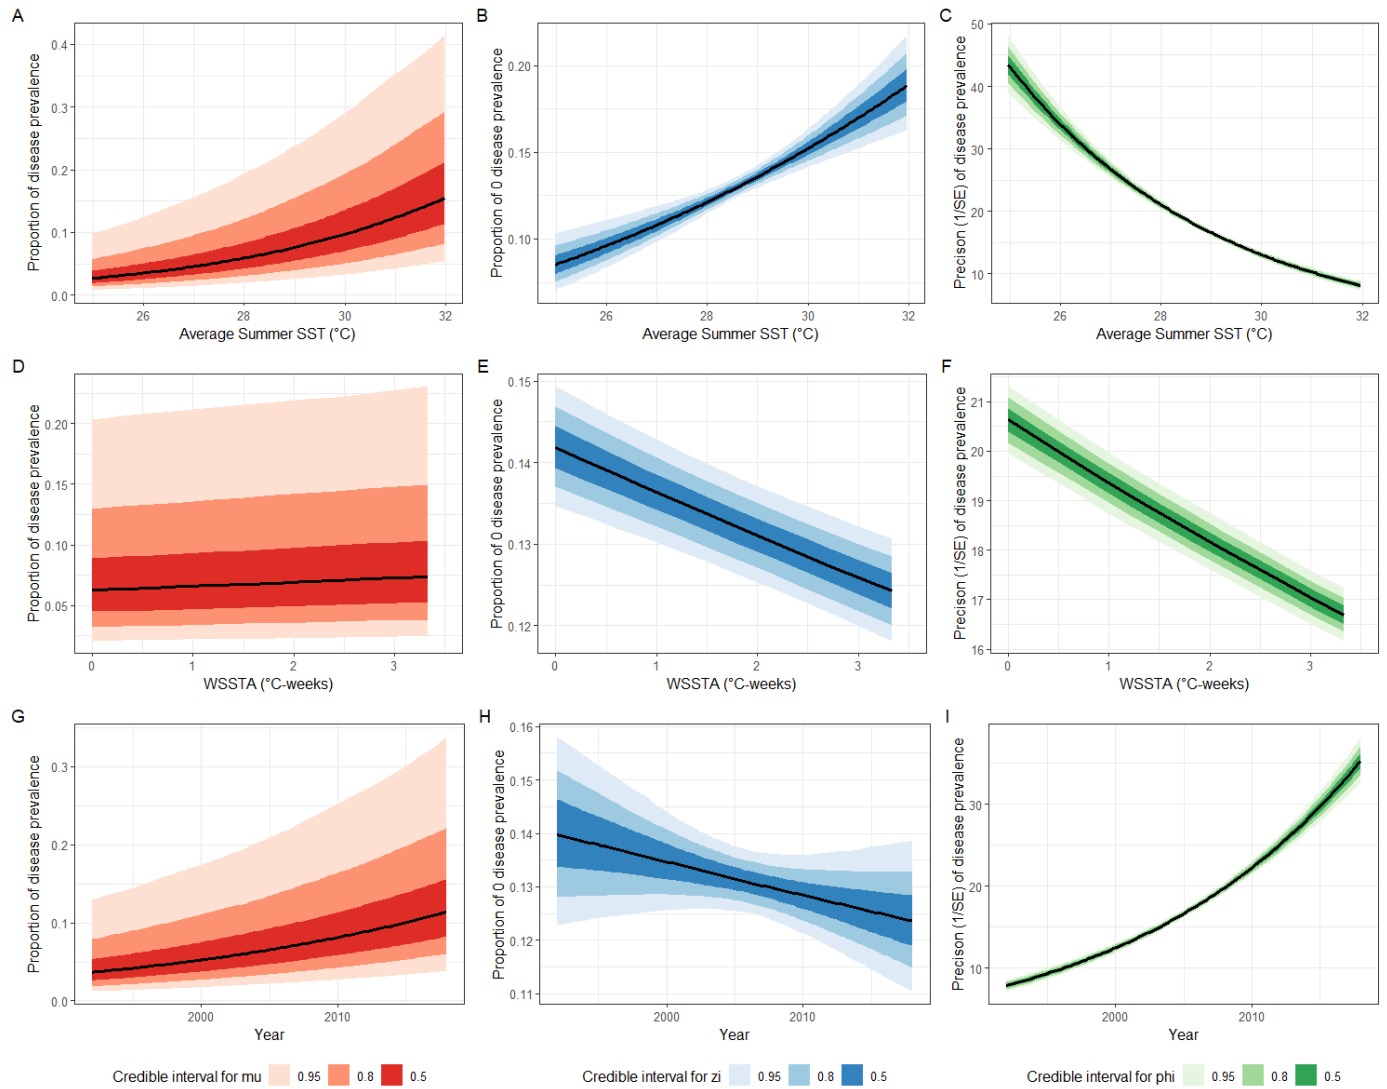 A
Proportion of disease prevalence
0.4
0.3
0.2
0.1
0.0
26 28 30 32
Average Summer SST (°C)
B
Proportion of 0 disease prevalence
0.20
0.15
0.10
26 28 30 32
Average Summer SST (°C)
C
Precison (1/SE) of disease prevalence
50
40
30
20
10
26 28 30 32
Average Summer SST (°C)
D
Proportion of disease prevalence
0.20
0.15
0.10
0.05
0 1 2 3
WSSTA (°C-weeks)
E
Proportion of 0 disease prevalence
0.15
0.14
0.13
0.12
0 1 2 3
WSSTA (°C-weeks)
F
Precison (1/SE) of disease prevalence
21
20
19
18
17
16
0 1 2 3
WSSTA (°C-weeks)
G
Proportion of disease prevalence
0.3
0.2
0.1
0.0
2000 2010
Year
H
Proportion of 0 disease prevalence
0.16
0.15
0.14
0.13
0.12
0.11
2000 2010
Year
I
Precison (1/SE) of disease prevalence
30
20
10
2000 2010
Year
Credible interval for mu 0.95 0.8 0.5
Credible interval for zi 0.95 0.8 0.5
Credible interval for phi 0.95 0.8 0.5